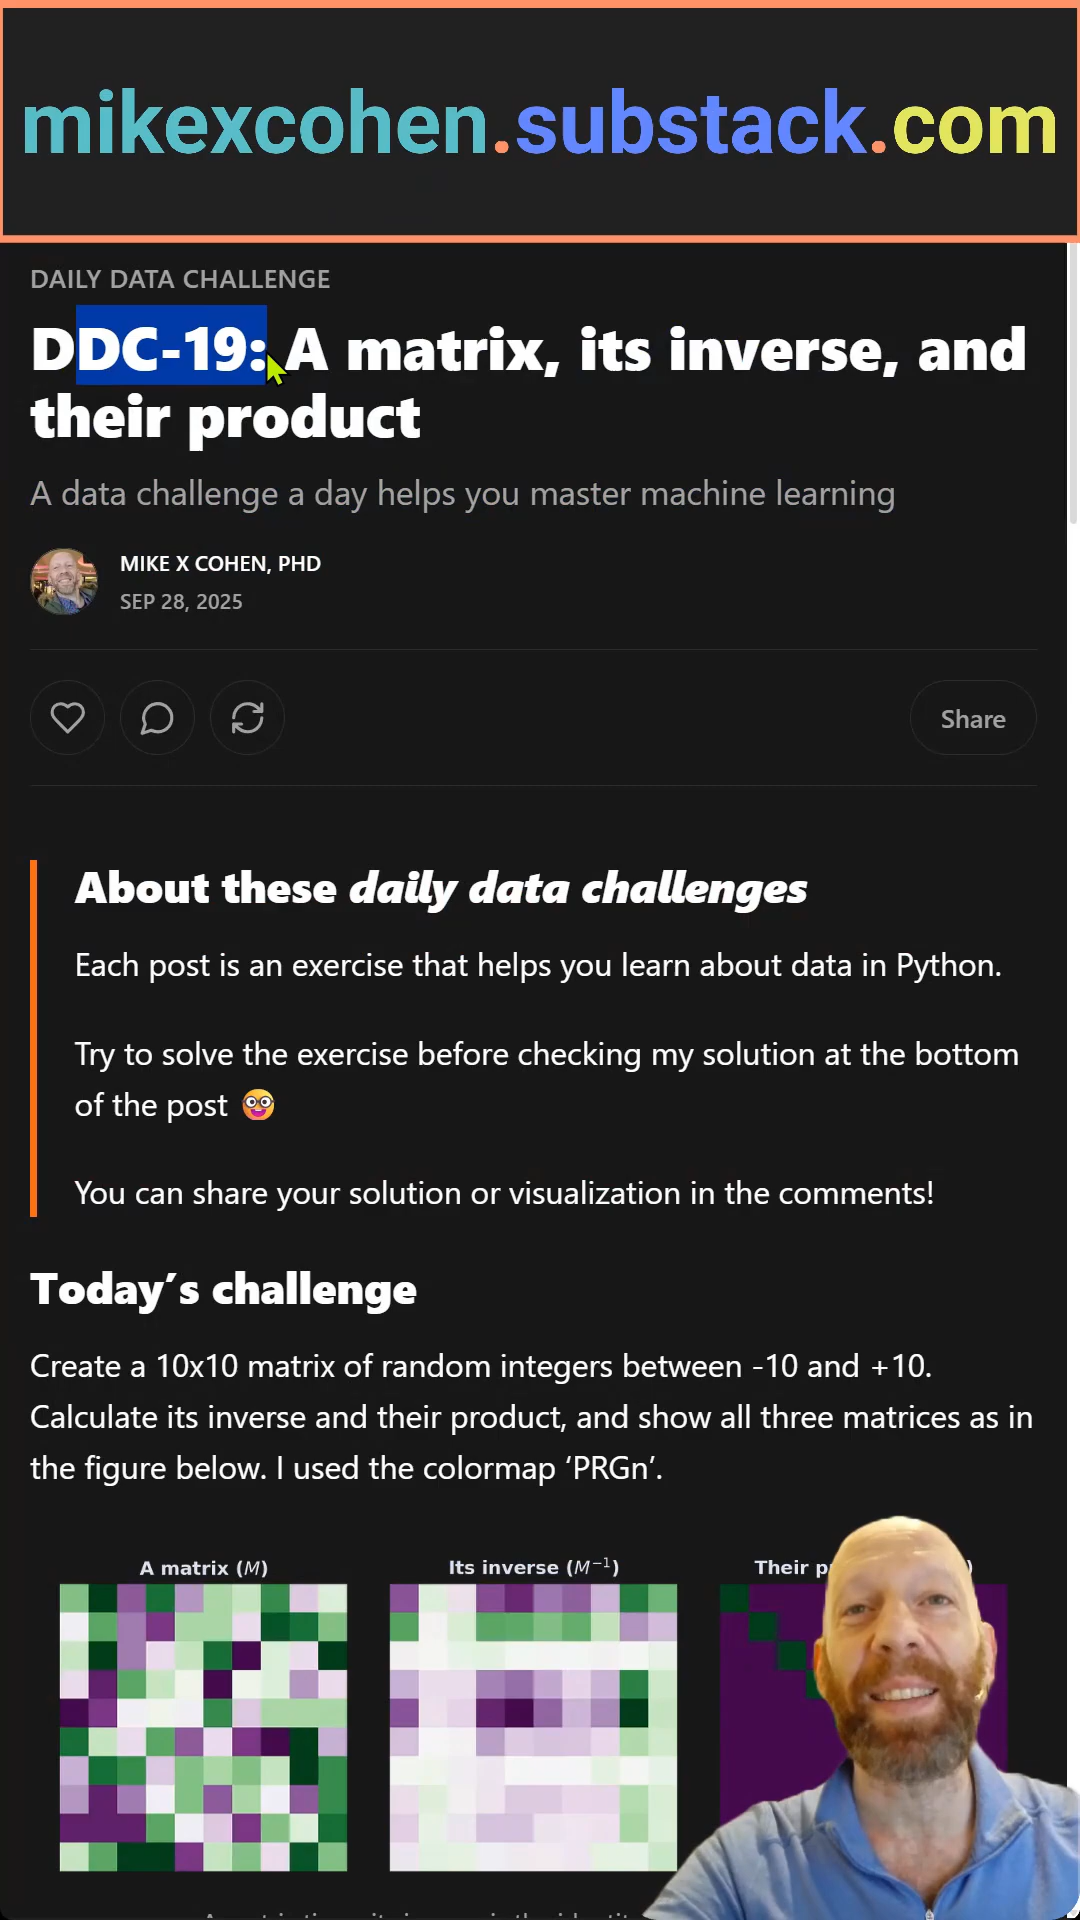 mikexcohen.substack.com
DAILY DATA CHALLENGE
DDC-19: A matrix, its inverse, and
their product
A data challenge a day helps you master machine learning
MIKE X COHEN, PHD
SEP 28, 2025
Share
About these daily data challenges
Each post is an exercise that helps you learn about data in Python.
Try to solve the exercise before checking my solution at the bottom
of the post 🤓
You can share your solution or visualization in the comments!
Today's challenge
Create a 10x10 matrix of random integers between -10 and +10.
Calculate its inverse and their product, and show all three matrices as in
the figure below. I used the colormap ‘PRGn’.
A matrix (M)
Its inverse (M⁻¹)
Their